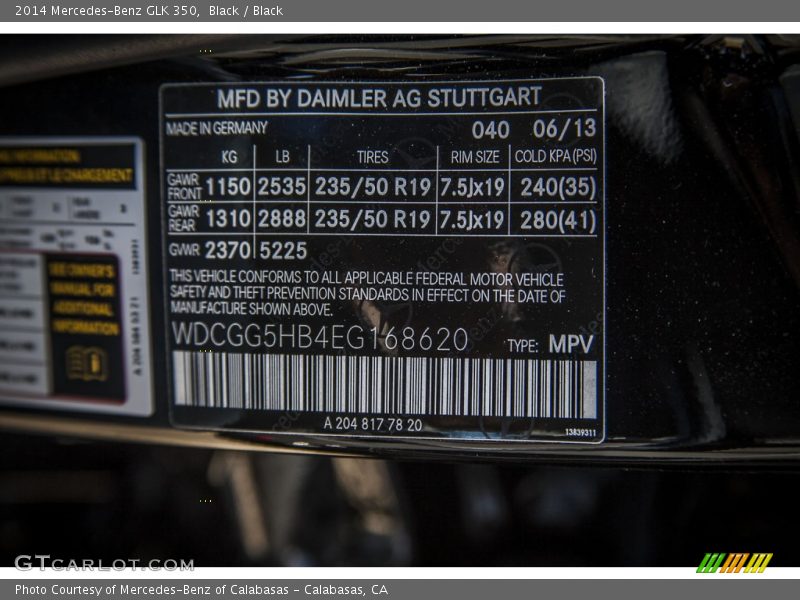 2014 Mercedes-Benz GLK 350, Black / Black
MFD BY DAIMLER AG STUTTGART
MADE IN GERMANY 040 06/13
KG LB TIRES RIM SIZE COLD KPA(PSI)
GAWR FRONT 1150 2535 235/50 R19 7.5Jx19 240(35)
GAWR REAR 1310 2888 235/50 R19 7.5Jx19 280(41)
GVWR 2370 5225
THIS VEHICLE CONFORMS TO ALL APPLICABLE FEDERAL MOTOR VEHICLE
SAFETY AND THEFT PREVENTION STANDARDS IN EFFECT ON THE DATE OF
MANUFACTURE SHOWN ABOVE.
WDCGG5HB4EG168620 TYPE: MPV
A 204 817 78 20
13839311
SEE OWNER'S
MANUAL FOR
ADDITIONAL
INFORMATION
GTCARLOT.COM
Photo Courtesy of Mercedes-Benz of Calabasas - Calabasas, CA